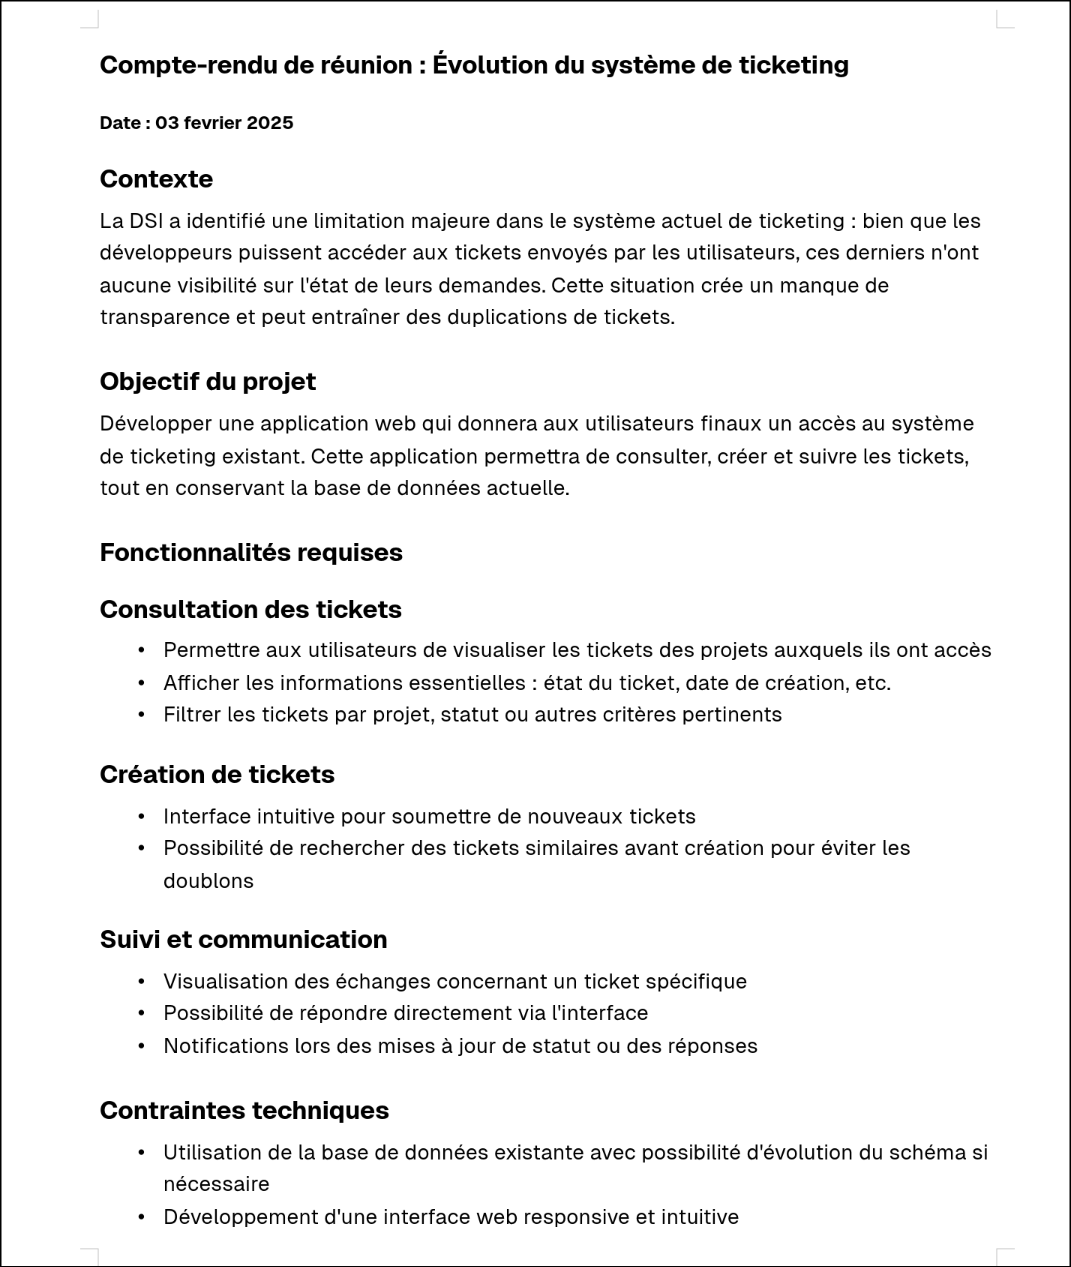 Compte-rendu de réunion : Évolution du système de ticketing
Date : 03 fevrier 2025
Contexte
La DSI a identifié une limitation majeure dans le système actuel de ticketing : bien que les
développeurs puissent accéder aux tickets envoyés par les utilisateurs, ces derniers n'ont
aucune visibilité sur l'état de leurs demandes. Cette situation crée un manque de
transparence et peut entraîner des duplications de tickets.
Objectif du projet
Développer une application web qui donnera aux utilisateurs finaux un accès au système
de ticketing existant. Cette application permettra de consulter, créer et suivre les tickets,
tout en conservant la base de données actuelle.
Fonctionnalités requises
Consultation des tickets
• Permettre aux utilisateurs de visualiser les tickets des projets auxquels ils ont accès
• Afficher les informations essentielles : état du ticket, date de création, etc.
• Filtrer les tickets par projet, statut ou autres critères pertinents
Création de tickets
• Interface intuitive pour soumettre de nouveaux tickets
• Possibilité de rechercher des tickets similaires avant création pour éviter les
doublons
Suivi et communication
• Visualisation des échanges concernant un ticket spécifique
• Possibilité de répondre directement via l'interface
• Notifications lors des mises à jour de statut ou des réponses
Contraintes techniques
• Utilisation de la base de données existante avec possibilité d'évolution du schéma si
nécessaire
• Développement d'une interface web responsive et intuitive